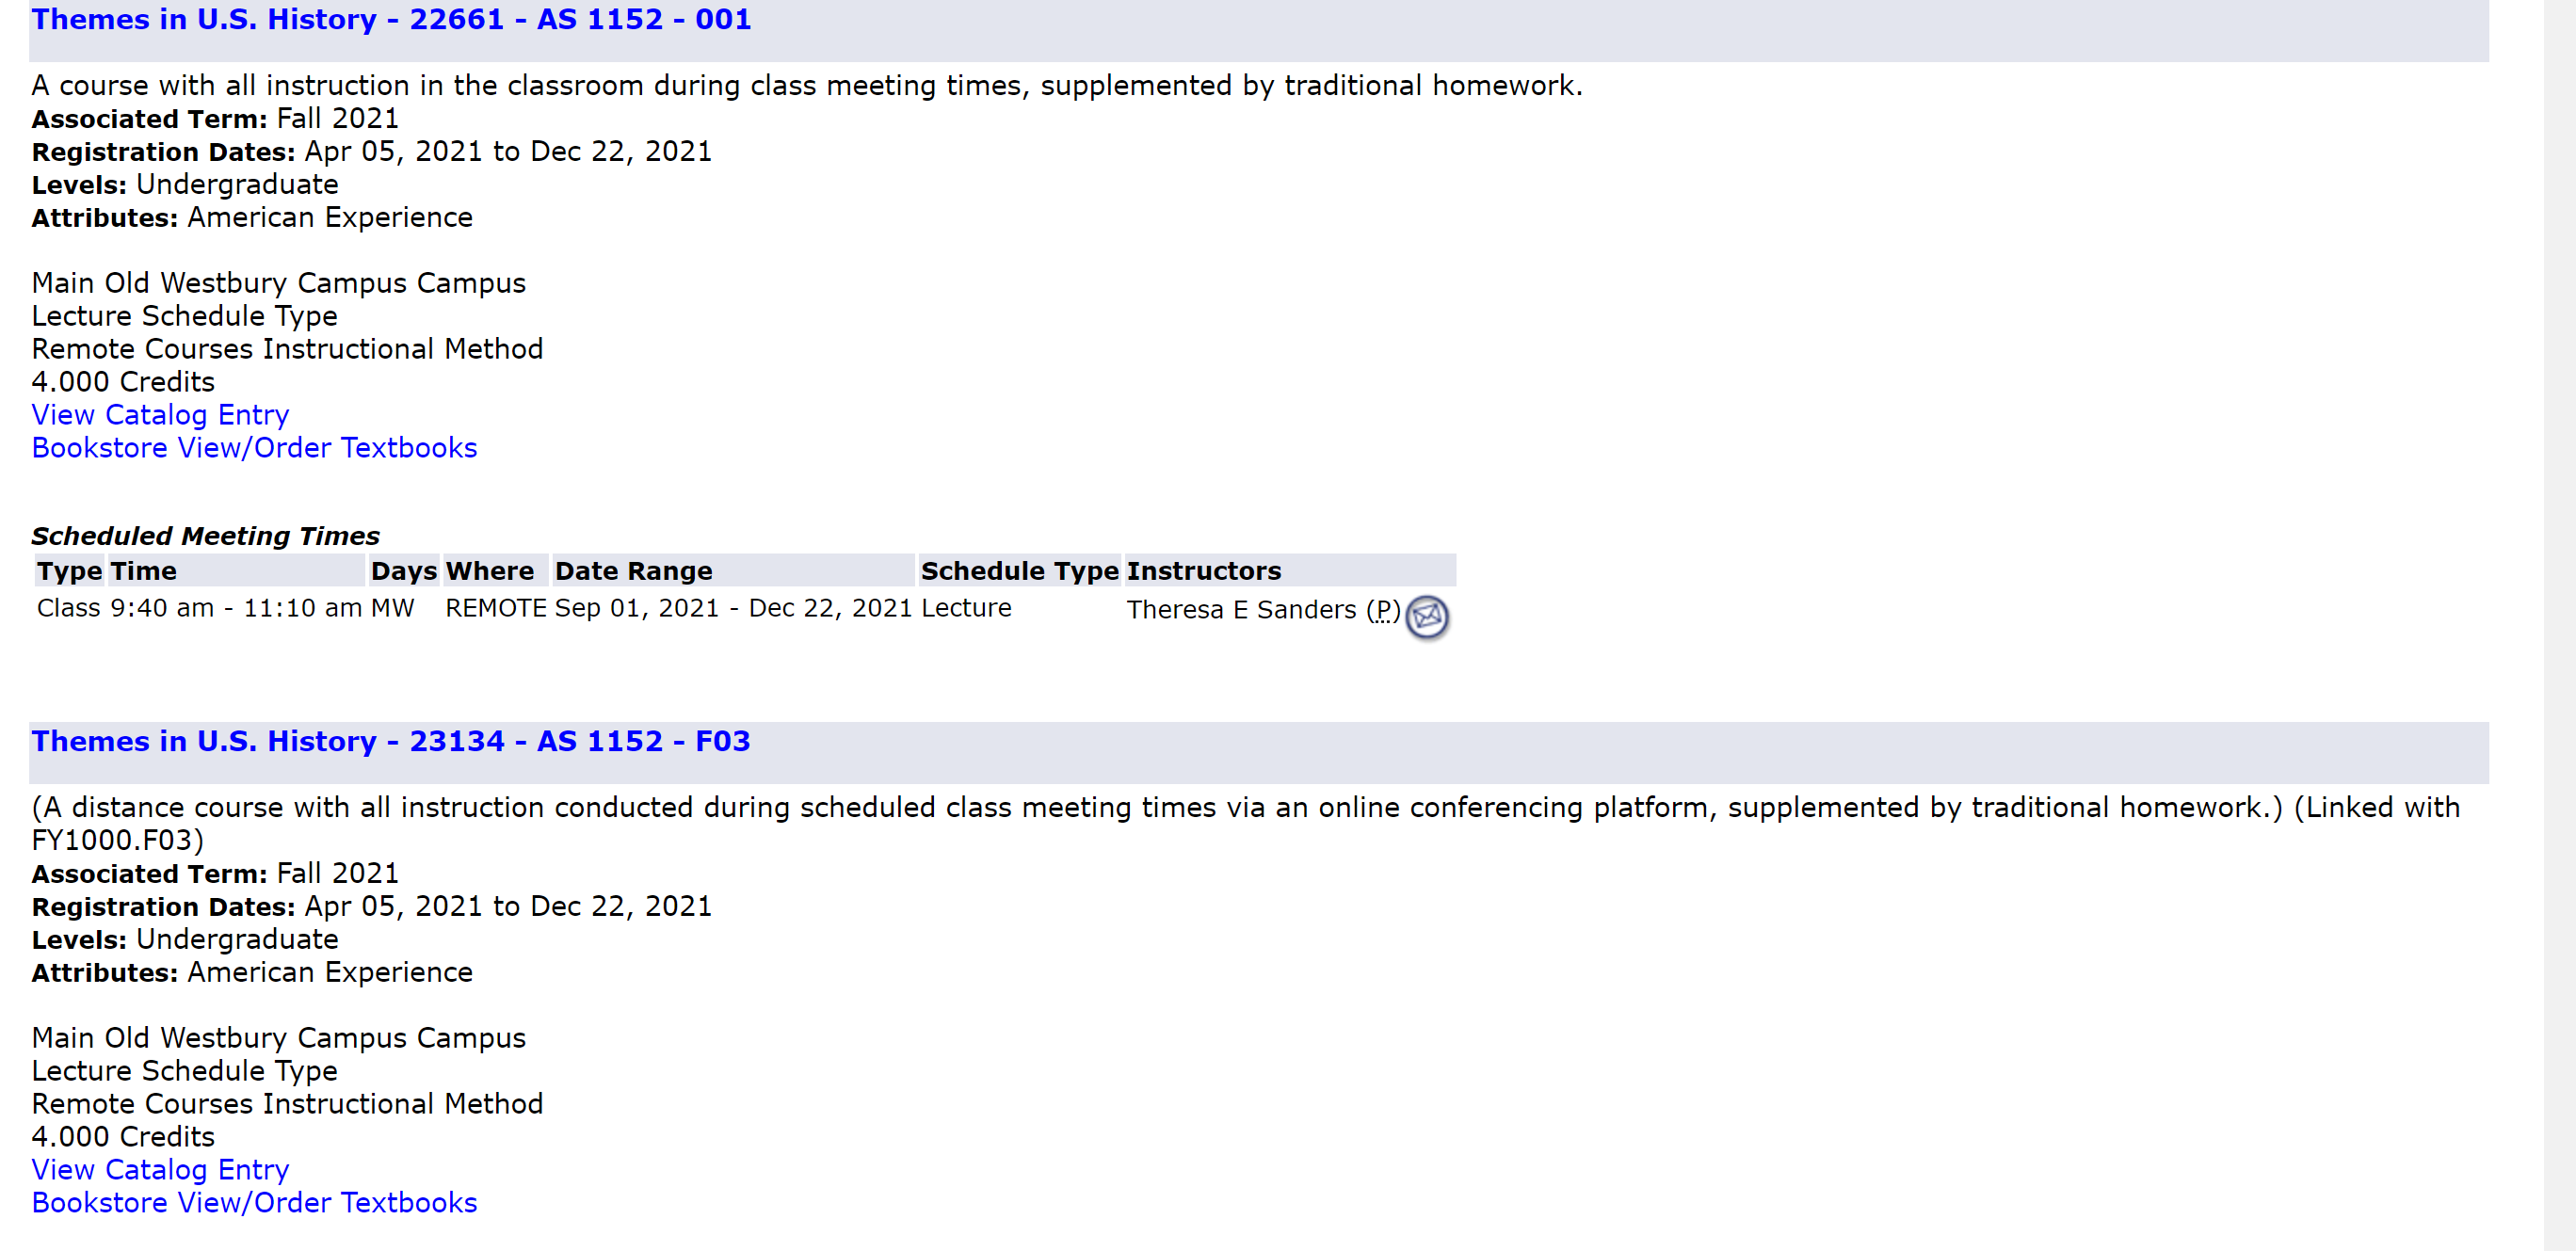 Themes in U.S. History - 22661 - AS 1152 - 001
A course with all instruction in the classroom during class meeting times, supplemented by traditional homework.
Associated Term: Fall 2021
Registration Dates: Apr 05, 2021 to Dec 22, 2021
Levels: Undergraduate
Attributes: American Experience
Main Old Westbury Campus Campus
Lecture Schedule Type
Remote Courses Instructional Method
4.000 Credits
View Catalog Entry
Bookstore View/Order Textbooks
Scheduled Meeting Times
Type Time Days Where Date Range Schedule Type Instructors
Class 9:40 am - 11:10 am MW REMOTE Sep 01, 2021 - Dec 22, 2021 Lecture Theresa E Sanders (P)
Themes in U.S. History - 23134 - AS 1152 - F03
(A distance course with all instruction conducted during scheduled class meeting times via an online conferencing platform, supplemented by traditional homework.) (Linked with
FY1000.F03)
Associated Term: Fall 2021
Registration Dates: Apr 05, 2021 to Dec 22, 2021
Levels: Undergraduate
Attributes: American Experience
Main Old Westbury Campus Campus
Lecture Schedule Type
Remote Courses Instructional Method
4.000 Credits
View Catalog Entry
Bookstore View/Order Textbooks